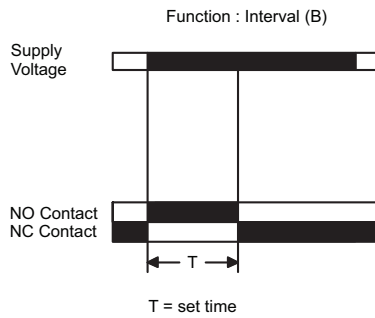 Function : Interval (B)
Supply
Voltage
NO Contact
NC Contact
T
T = set time